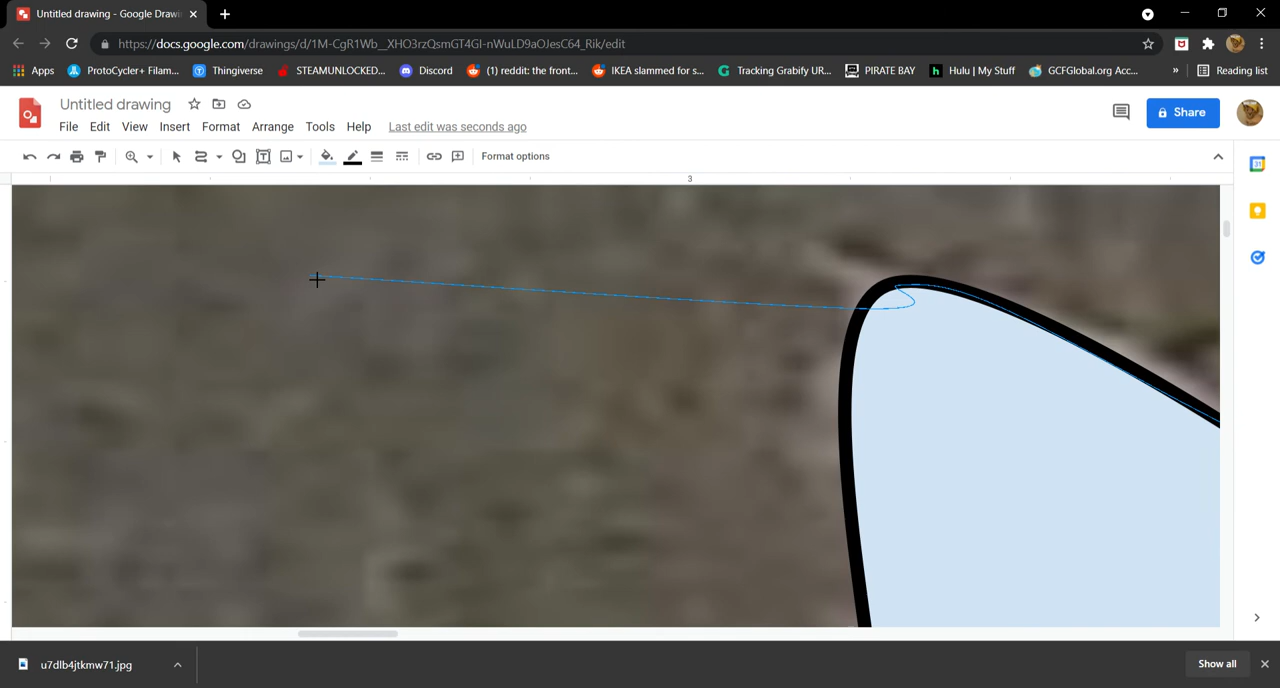 Untitled drawing - Google Drawi
https://docs.google.com/drawings/d/1M-CgR1Wb__XHO3rzQsmGT4GI-nWuLD9aOJesC64_Rik/edit
Apps ProtoCycler+ Filam... Thingiverse STEAMUNLOCKED... Discord (1) reddit: the front... IKEA slammed for s... Tracking Grabify UR... PIRATE BAY Hulu | My Stuff GCFGlobal.org Acc... » Reading list
Untitled drawing
Share
File Edit View Insert Format Arrange Tools Help Last edit was seconds ago
Format options
31
3
u7dlb4jtkmw71.jpg
Show all